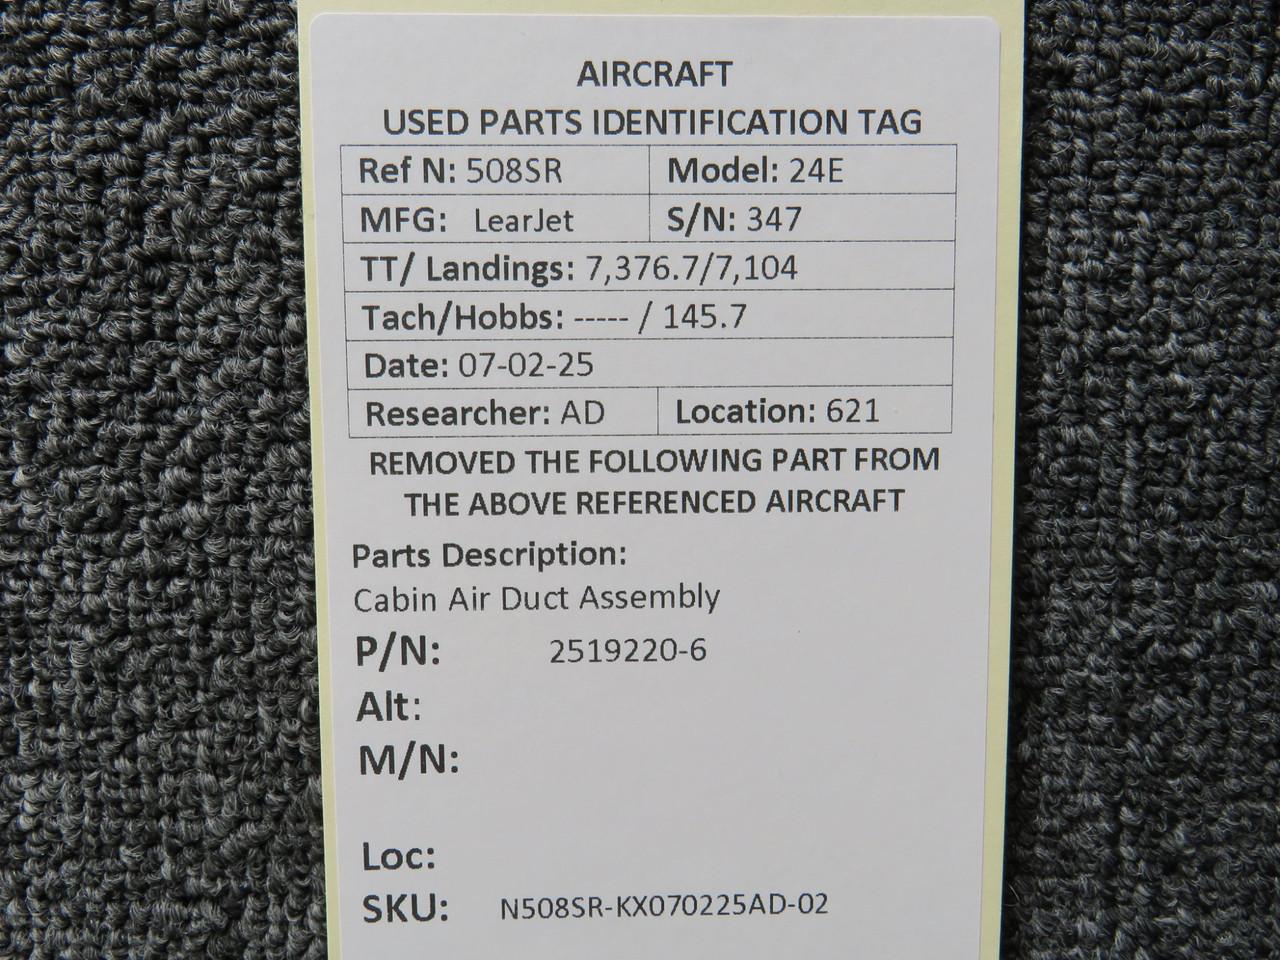 AIRCRAFT
USED PARTS IDENTIFICATION TAG
Ref N: 508SR Model: 24E
MFG: LearJet S/N: 347
TT/ Landings: 7,376.7/7,104
Tach/Hobbs: ----- / 145.7
Date: 07-02-25
Researcher: AD Location: 621
REMOVED THE FOLLOWING PART FROM
THE ABOVE REFERENCED AIRCRAFT
Parts Description:
Cabin Air Duct Assembly
P/N: 2519220-6
Alt:
M/N:
Loc:
SKU: N508SR-KX070225AD-02